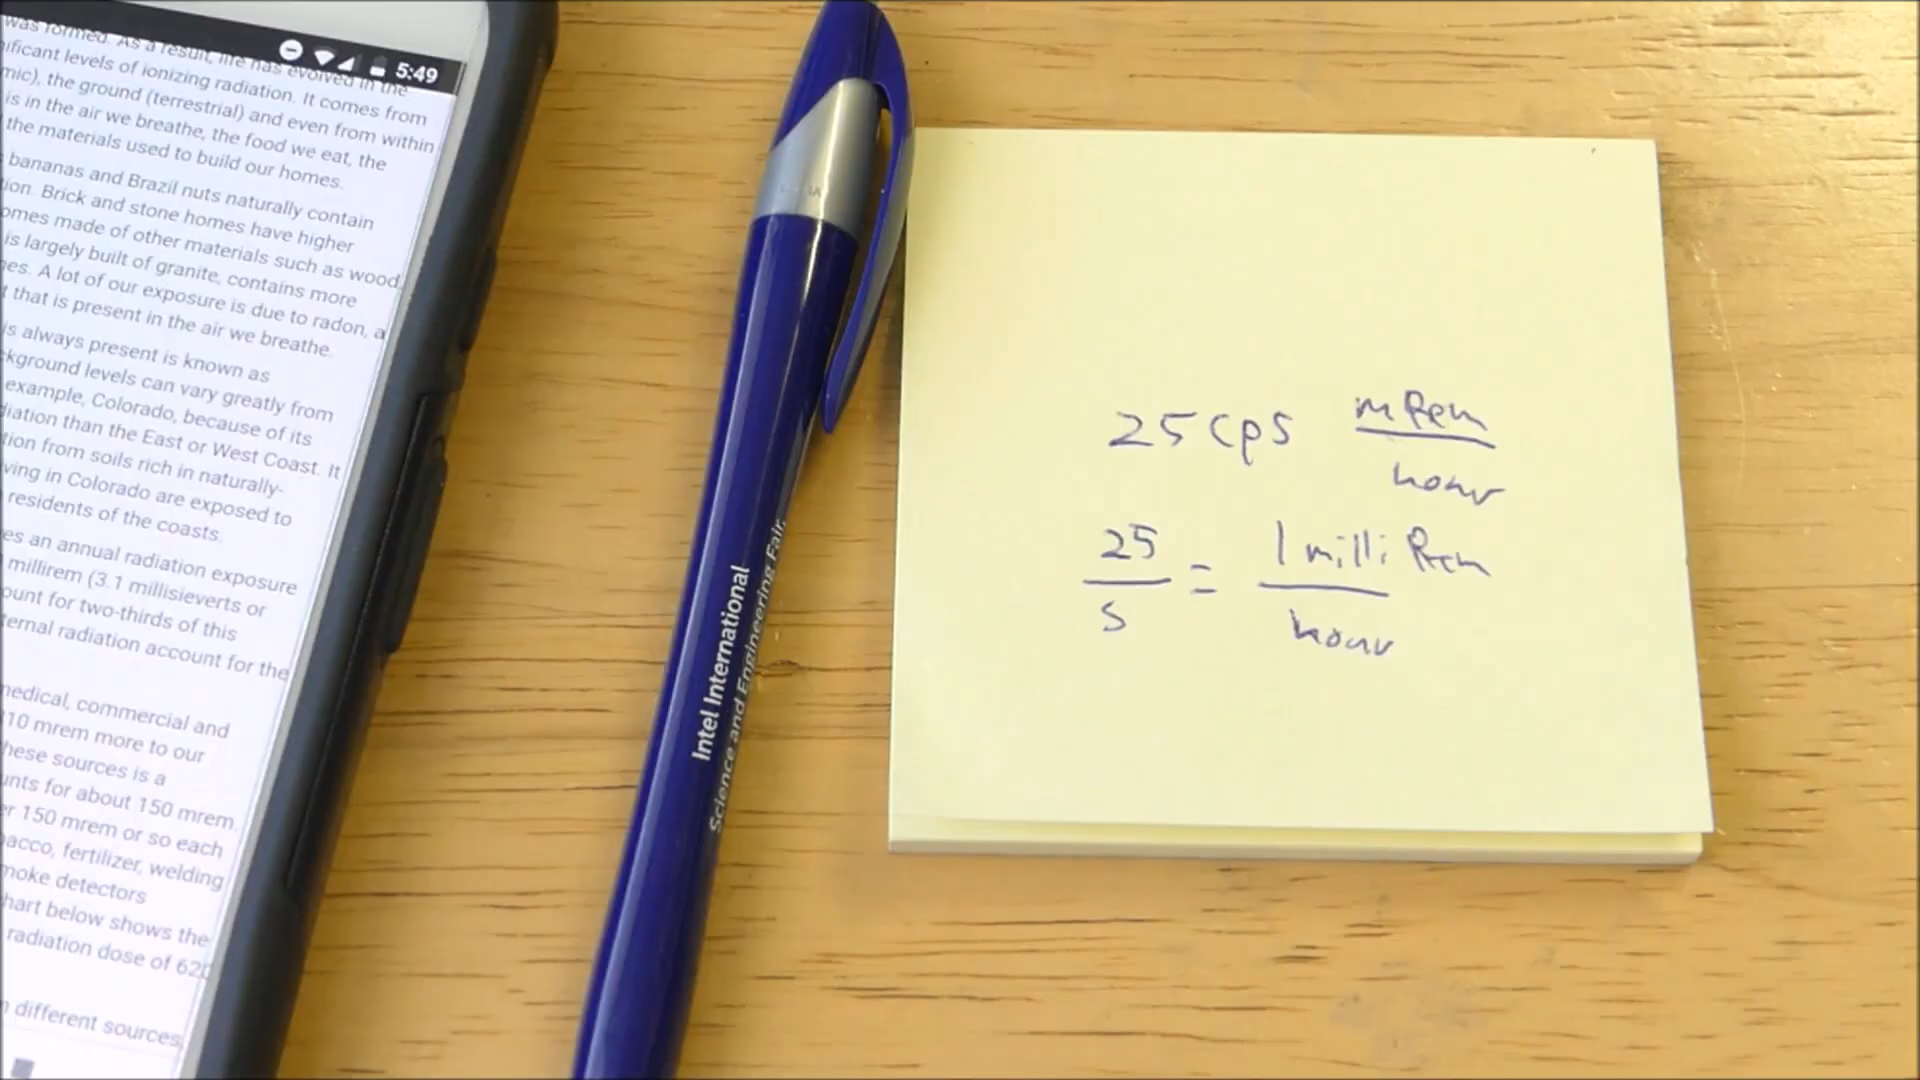 5:49
was formed. As a result, life has evolved in the
nificant levels of ionizing radiation. It comes from
mic), the ground (terrestrial) and even from within
is in the air we breathe, the food we eat, the
the materials used to build our homes.
bananas and Brazil nuts naturally contain
tion. Brick and stone homes have higher
omes made of other materials such as wood.
is largely built of granite, contains more
nes. A lot of our exposure is due to radon, a
t that is present in the air we breathe.
is always present is known as
ckground levels can vary greatly from
example, Colorado, because of its
diation than the East or West Coast. It
tion from soils rich in naturally-
ving in Colorado are exposed to
residents of the coasts.
es an annual radiation exposure
millirem (3.1 millisieverts or
ount for two-thirds of this
ternal radiation account for the
medical, commercial and
10 mrem more to our
hese sources is a
unts for about 150 mrem.
er 150 mrem or so each
bacco, fertilizer, welding
moke detectors
hart below shows the
radiation dose of 620
n different sources
Intel International
Science and Engineering Fair
25 cps mRem
hour
25 = 1 milli Rem
s hour